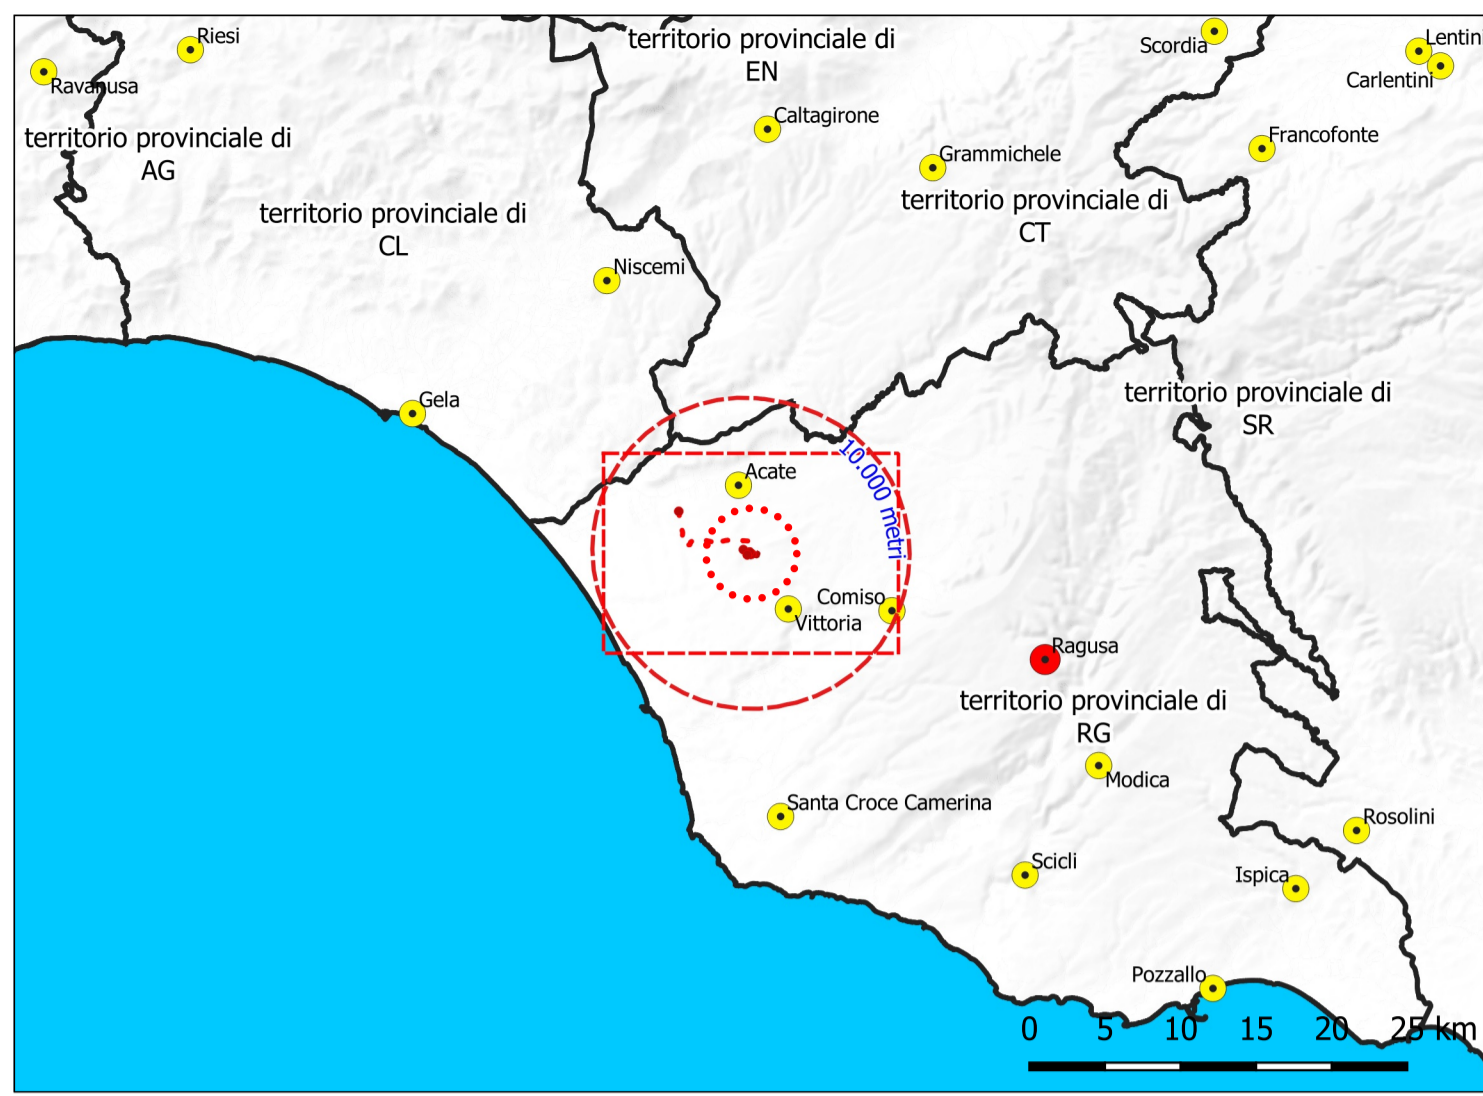 Riesi
Ravanusa
territorio provinciale di
AG
territorio provinciale di
CL
territorio provinciale di
EN
Caltagirone
Grammichele
territorio provinciale di
CT
Scordia
Lentin
Carlentini
Francofonte
Niscemi
Gela
territorio provinciale di
SR
Acate
10.000 metri
Comiso
Vittoria
Ragusa
territorio provinciale di
RG
Modica
Santa Croce Camerina
Scicli
Ispica
Rosolini
Pozzallo
0 5 10 15 20 25 km